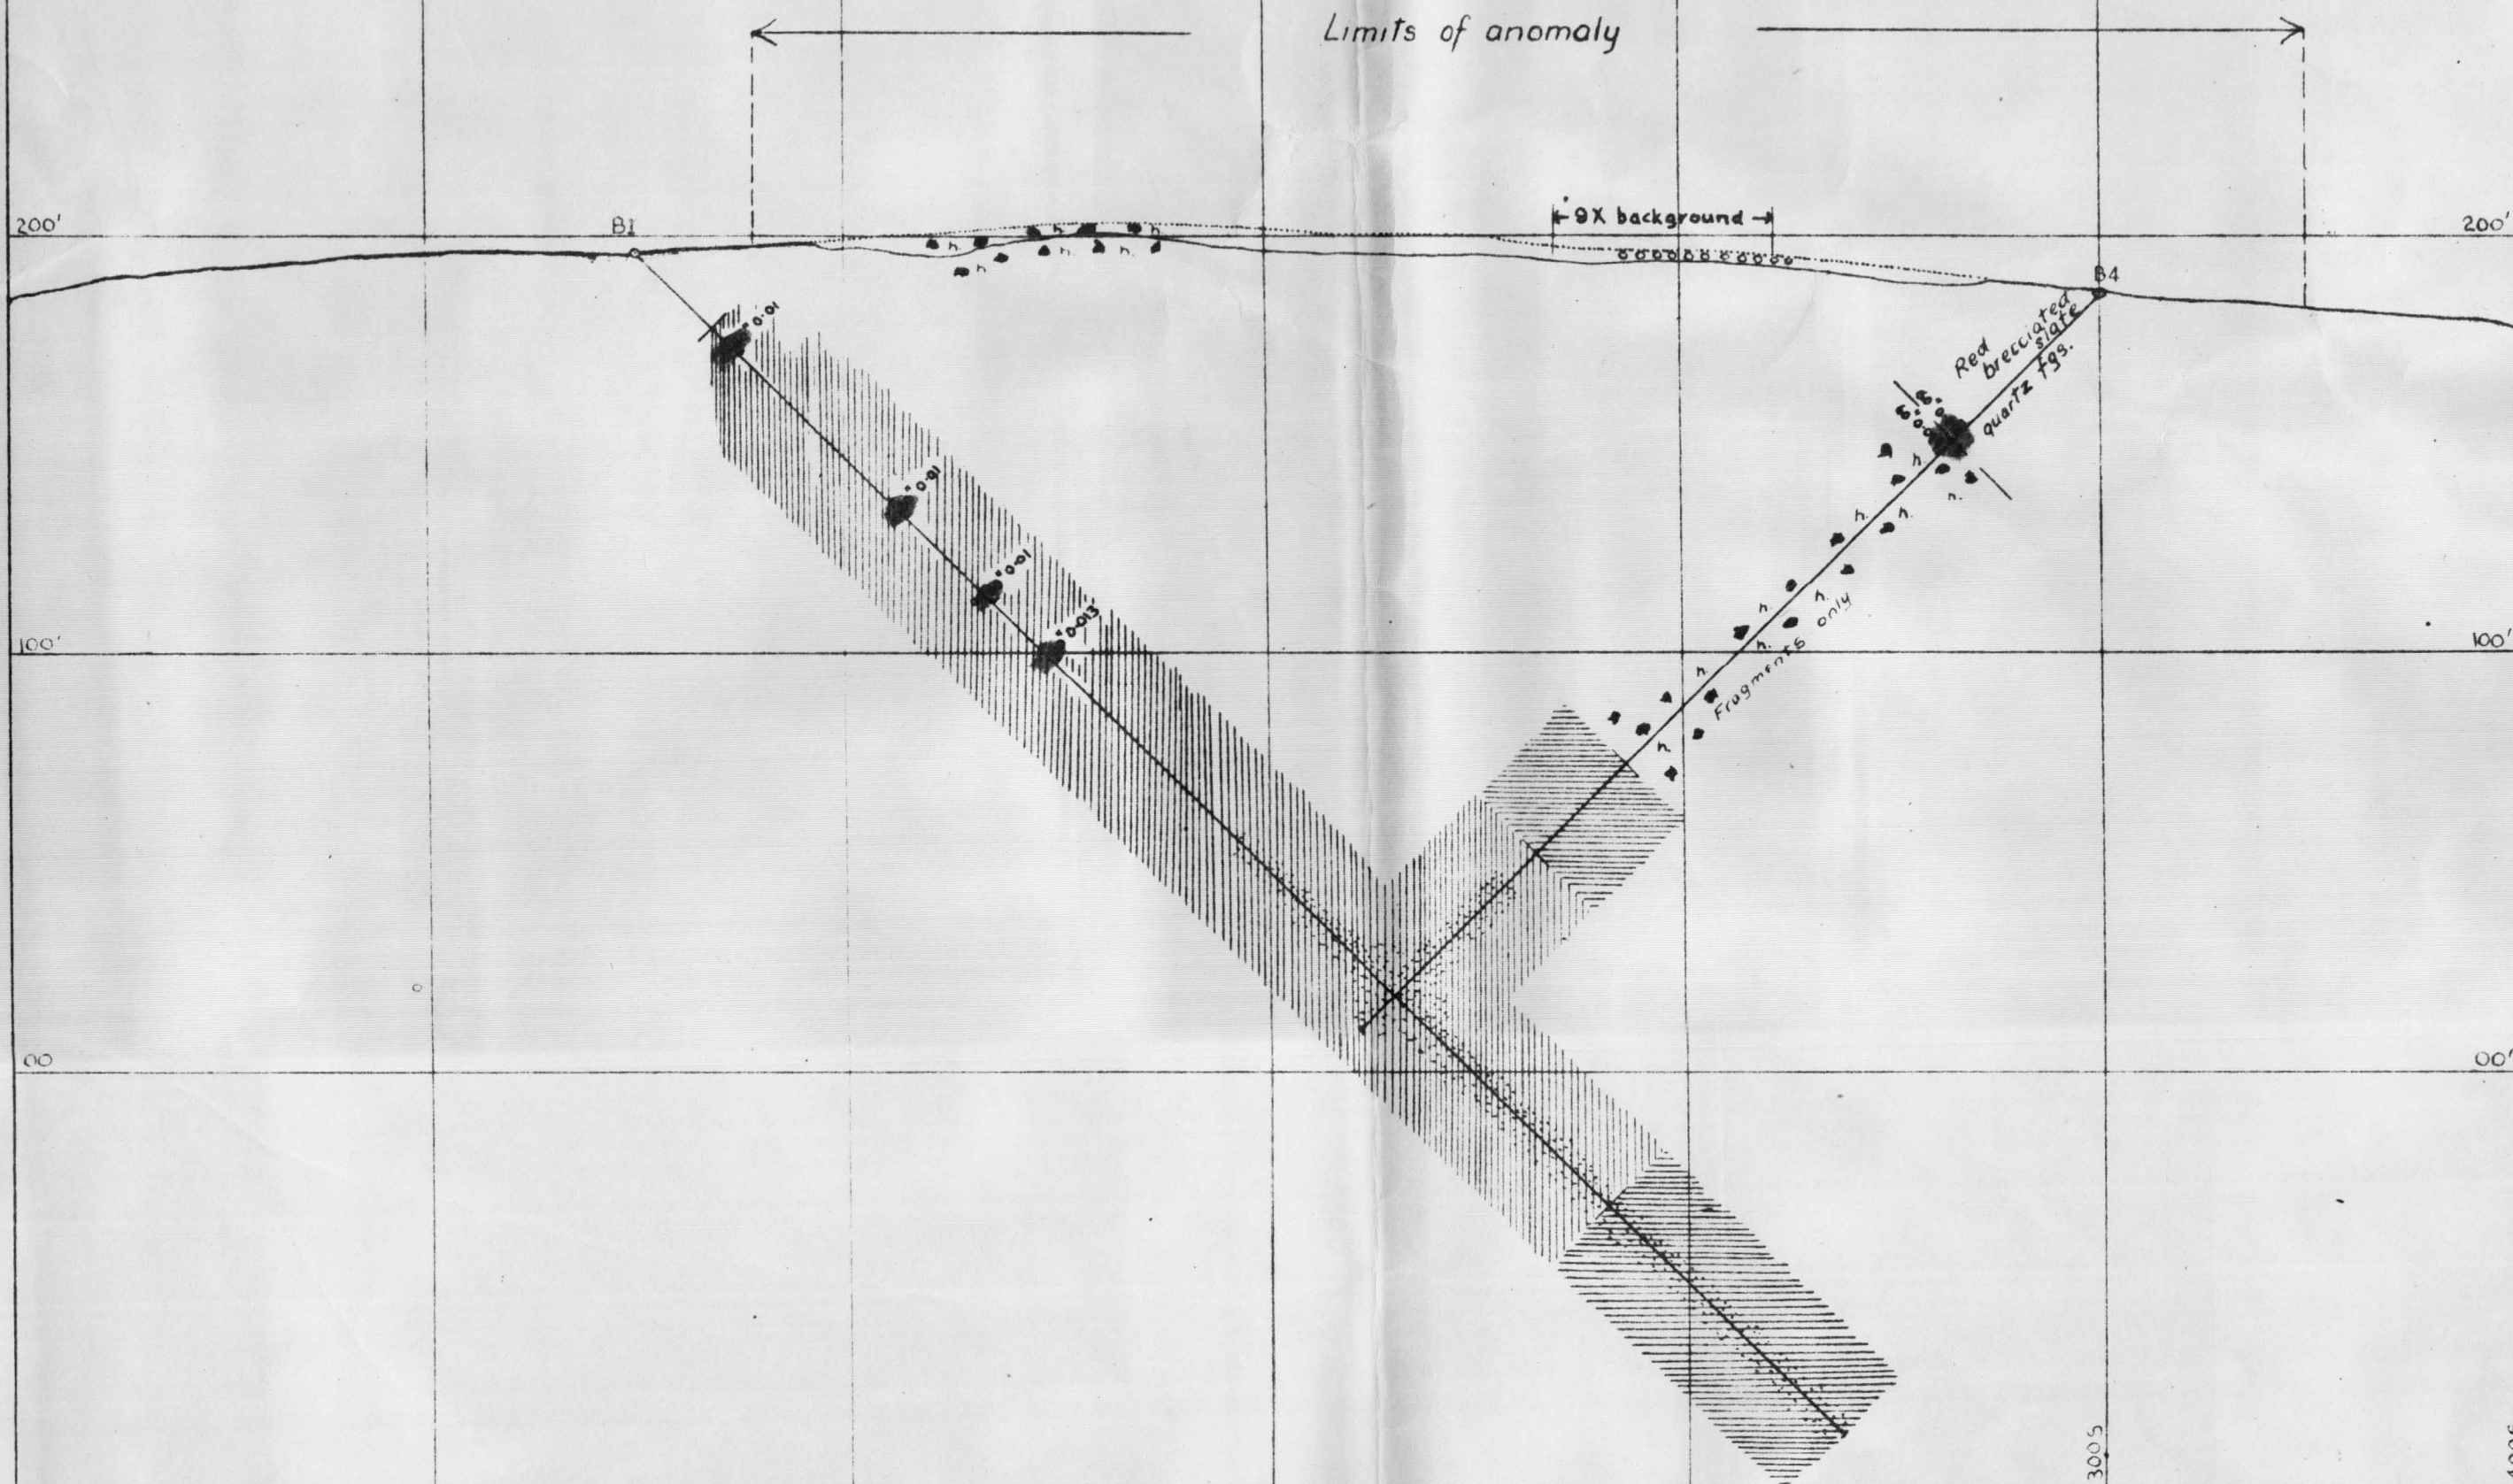 Limits of anomaly
9X background
200'
B1
200'
B4
Red
brecciated
slate
quartz fgs.
0·01
0·01
0·01
0·013
h.
h.
h.
h.
h.
n.
n.
h.
h.
h.
h.
h.
h.
h.
Fragments only
100'
100'
00
00'
300S